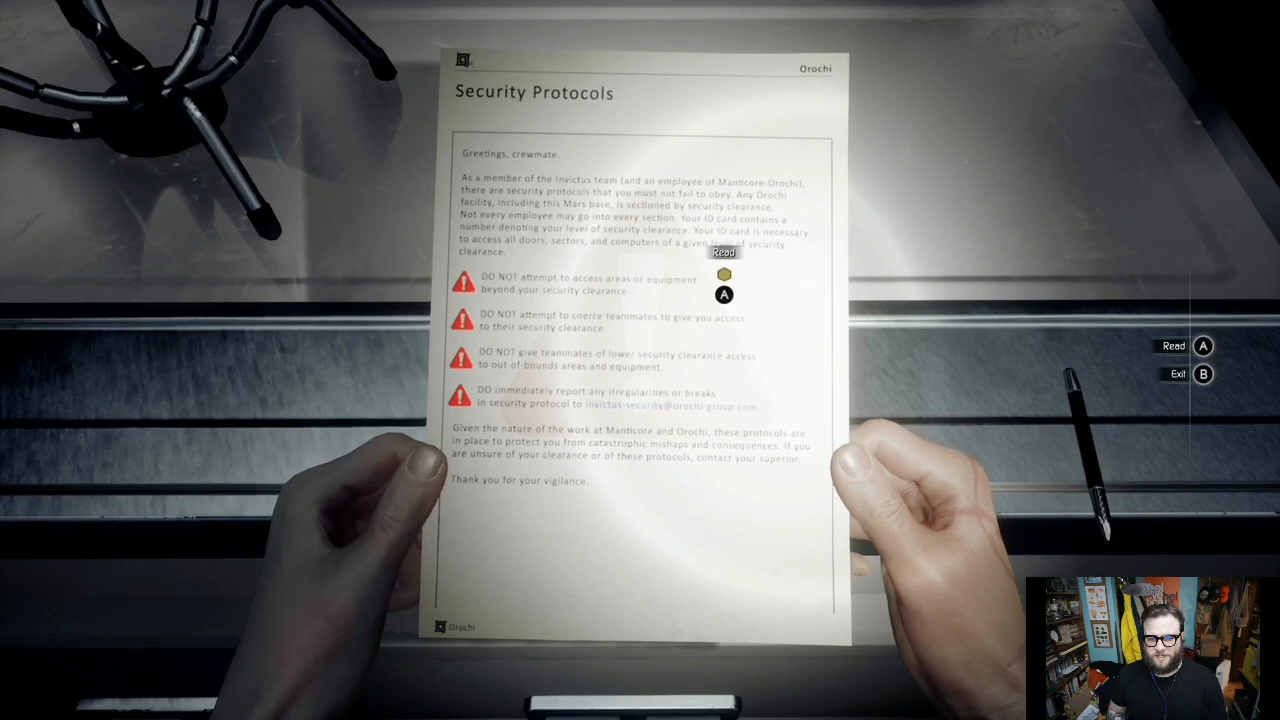 Orochi
Security Protocols
Greetings, crewmate.
As a member of the Invictus team (and an employee of Manticore-Orochi),
there are security protocols that you must not fail to obey. Any Orochi
facility, including this Mars base, is sectioned by security clearance.
Not every employee may go into every section. Your ID card contains a
number denoting your level of security clearance. Your ID card is necessary
to access all doors, sectors, and computers of a given level of security
clearance.
Read
A
DO NOT attempt to access areas or equipment
beyond your security clearance.
DO NOT attempt to coerce teammates to give you access
to their security clearance.
DO NOT give teammates of lower security clearance access
to out-of-bounds areas and equipment.
DO immediately report any irregularities or breaks
in security protocol to invictus-security@orochi-group.com
Given the nature of the work at Manticore and Orochi, these protocols are
in place to protect you from catastrophic mishaps and consequences. If you
are unsure of your clearance or of these protocols, contact your superior.
Thank you for your vigilance.
Orochi
Read A
Exit B